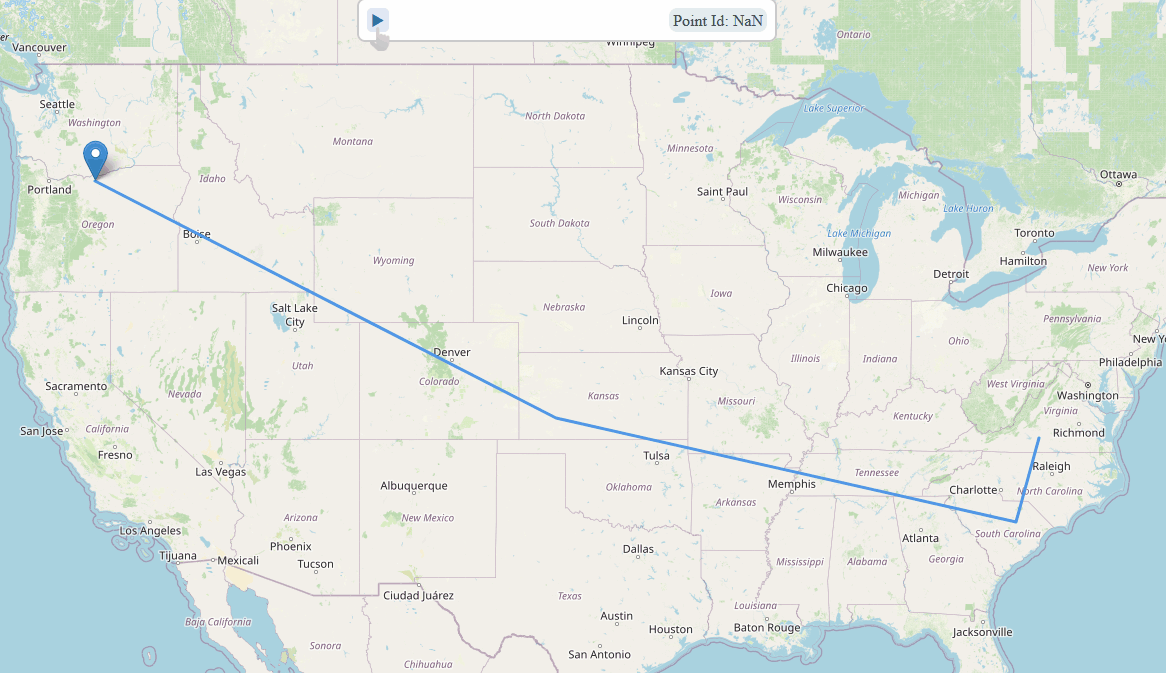 Point Id: NaN
Winnipeg
Ontario
Vancouver
Seattle
Washington
Lake Superior
Montana
North Dakota
Minnesota
Ottawa
Portland
Idaho
Saint Paul
Wisconsin
Michigan
Lake Huron
Oregon
South Dakota
Boise
Lake Michigan
Toronto
Milwaukee
Hamilton
Wyoming
New York
Detroit
Chicago
Iowa
Salt Lake
City
Nebraska
Lincoln
Pennsylvania
Ohio
New Y
Denver
Illinois
Indiana
Philadelphia
Utah
Kansas City
Colorado
Sacramento
Nevada
Kansas
Missouri
West Virginia
Washington
Kentucky
Virginia
San Jose
California
Richmond
Fresno
Tulsa
Raleigh
Las Vegas
Tennessee
Albuquerque
Oklahoma
Memphis
Charlotte
North Carolina
Arkansas
Arizona
New Mexico
Los Angeles
South Carolina
Atlanta
Phoenix
Dallas
Tijuana
Mexicali
Tucson
Mississippi
Alabama
Georgia
Ciudad Juárez
Texas
Louisiana
Austin
Baja California
Houston
Baton Rouge
Jacksonville
Sonora
San Antonio
Chihuahua